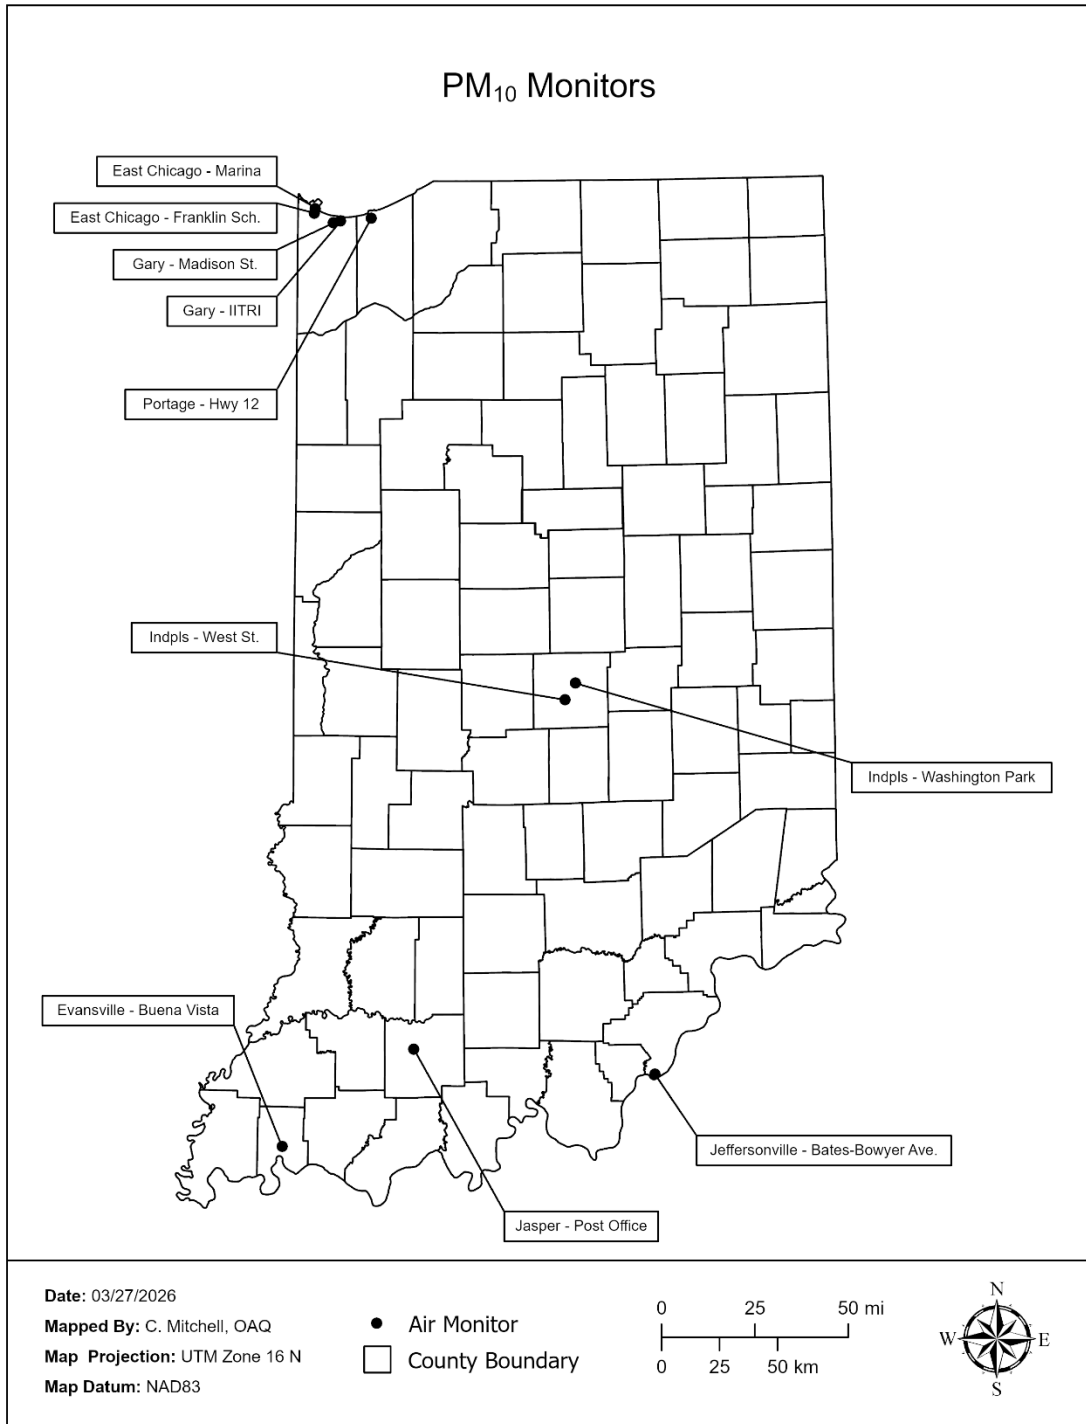 PM₁₀ Monitors
East Chicago - Marina
East Chicago - Franklin Sch.
Gary - Madison St.
Gary - IITRI
Portage - Hwy 12
Indpls - West St.
Indpls - Washington Park
Evansville - Buena Vista
Jeffersonville - Bates-Bowyer Ave.
Jasper - Post Office
Date: 03/27/2026
Mapped By: C. Mitchell, OAQ
Map Projection: UTM Zone 16 N
Map Datum: NAD83
Air Monitor
County Boundary
0 25 50 mi
0 25 50 km
N
W E
S